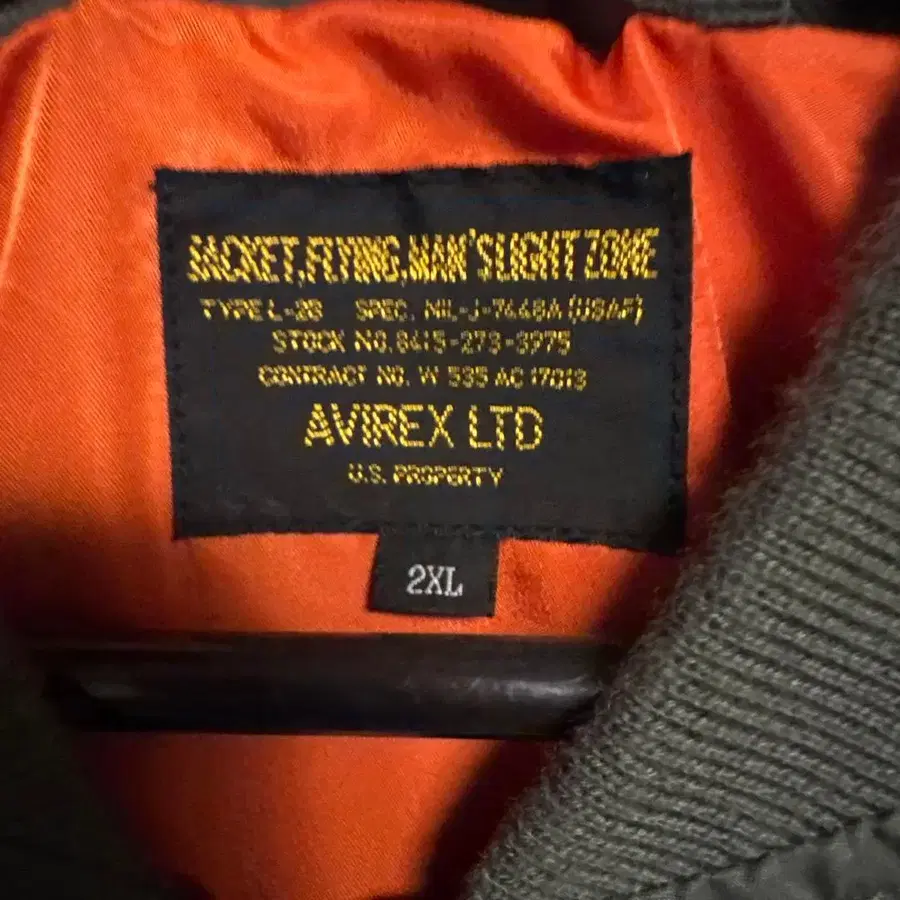 JACKET,FLYING,MAN'S LIGHT ZONE
TYPE L-2B SPEC. MIL-J-7448A (USAF)
STOCK NO. 8415-273-3975
CONTRACT NO. W 535 AC 17013
AVIREX LTD
U.S. PROPERTY
2XL